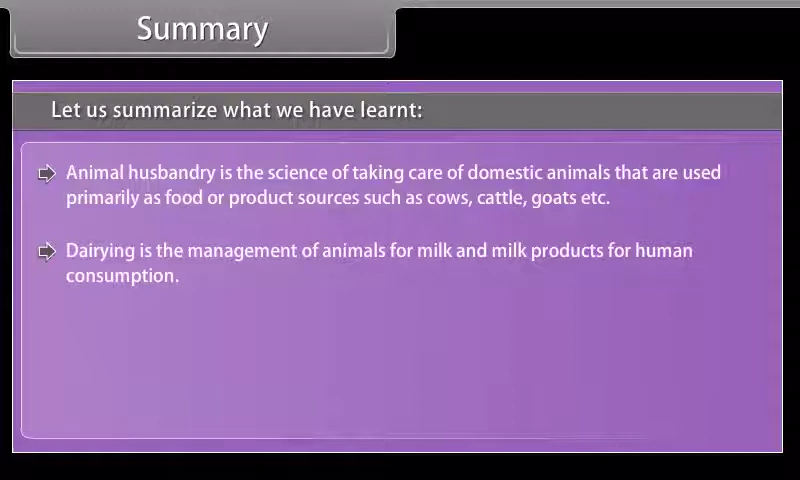 Summary
Let us summarize what we have learnt:
Animal husbandry is the science of taking care of domestic animals that are used
primarily as food or product sources such as cows, cattle, goats etc.
Dairying is the management of animals for milk and milk products for human
consumption.